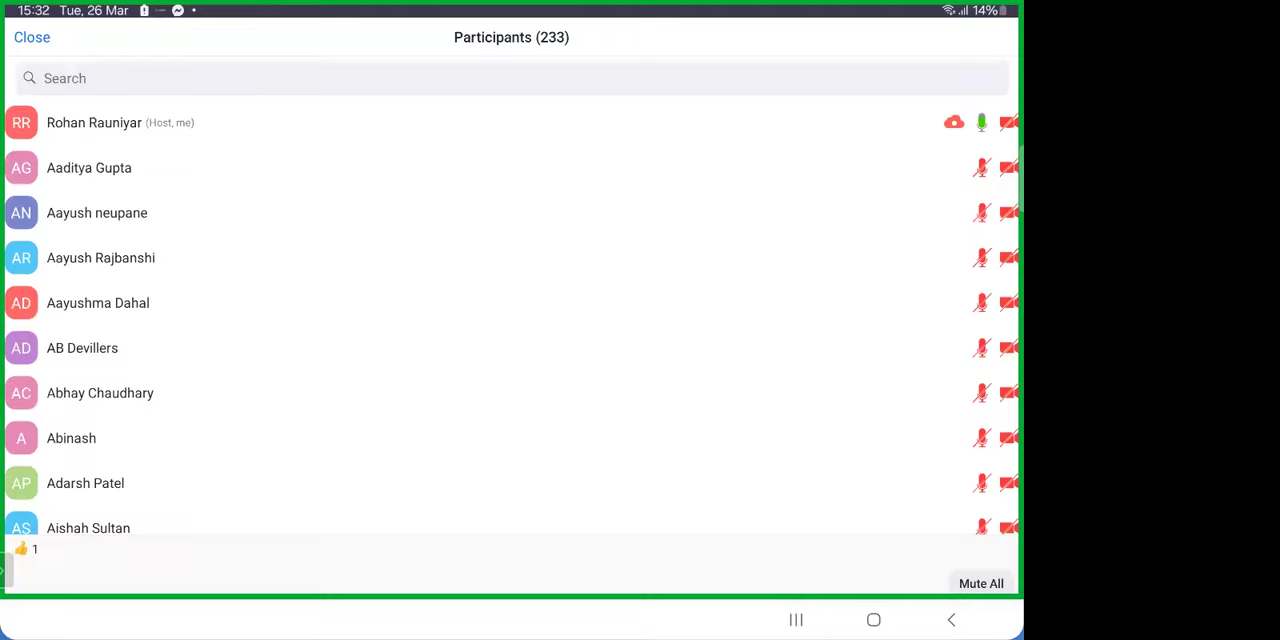 15:32 Tue, 26 Mar 14%
Close Participants (233)
Search
RR Rohan Rauniyar (Host, me)
AG Aaditya Gupta
AN Aayush neupane
AR Aayush Rajbanshi
AD Aayushma Dahal
AD AB Devillers
AC Abhay Chaudhary
A Abinash
AP Adarsh Patel
AS Aishah Sultan
👍 1
Mute All